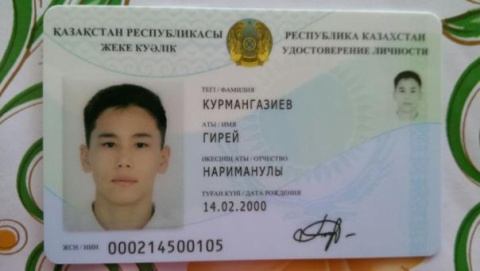 ҚАЗАҚСТАН РЕСПУБЛИКАСЫ
ЖЕКЕ КУӘЛІК
РЕСПУБЛИКА КАЗАХСТАН
УДОСТОВЕРЕНИЕ ЛИЧНОСТИ
ТЕГІ / ФАМИЛИЯ
КУРМАНГАЗИЕВ
АТЫ / ИМЯ
ГИРЕЙ
ӘКЕСІНІҢ АТЫ / ОТЧЕСТВО
НАРИМАНУЛЫ
ТУҒАН КҮНІ / ДАТА РОЖДЕНИЯ
14.02.2000
ЖСН / ИИН 000214500105